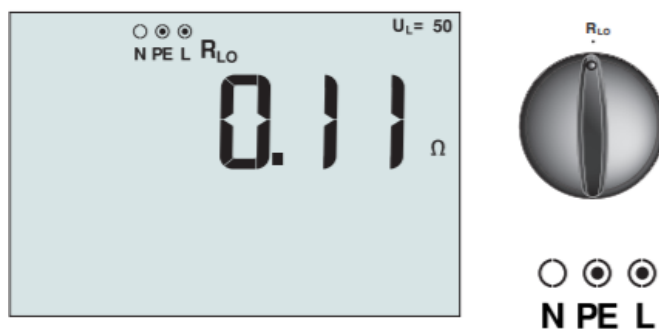 U_L= 50
N PE L R_LO
0.11
Ω
R_LO
N PE L